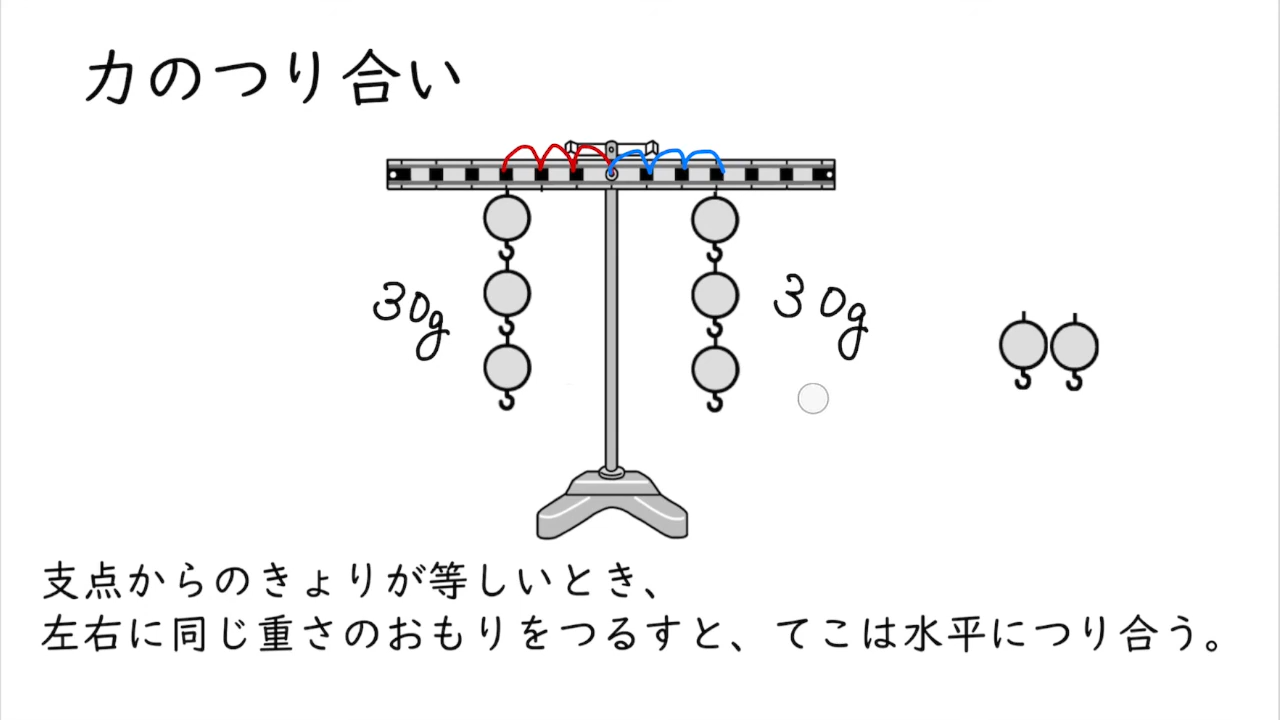 力のつり合い
30g
30g
支点からのきょりが等しいとき、
左右に同じ重さのおもりをつるすと、てこは水平につり合う。